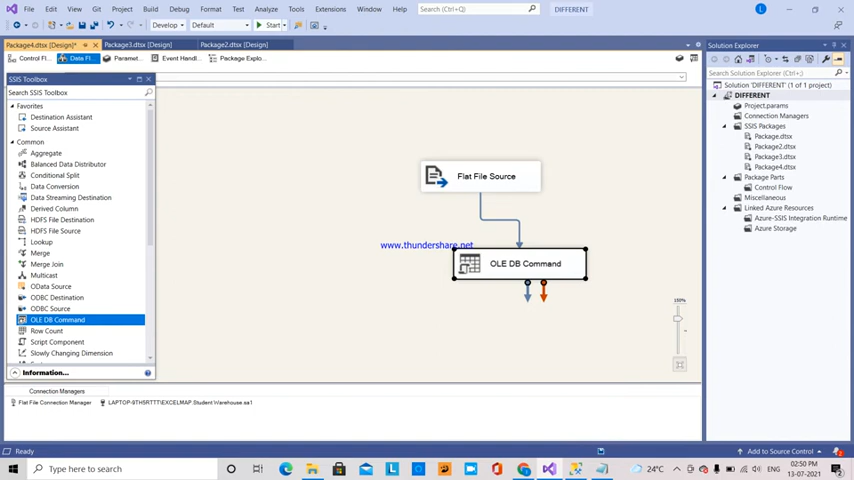 File Edit View Git Project Build Debug Format Tools Analyze Extensions Window Help Search (Ctrl+;) DIFFERENT L
Develop Default Start
Package4.dtsx [Design]* Package3.dtsx [Design] Package2.dtsx [Design]
Control Fl... Data Fl... Paramet... Event Handl... Package Explo...
SSIS Toolbox
Search SSIS Toolbox
Favorites
Destination Assistant
Source Assistant
Common
Aggregate
Balanced Data Distributor
Conditional Split
Data Conversion
Data Streaming Destination
Derived Column
HDFS File Destination
HDFS File Source
Lookup
Merge
Merge Join
Multicast
OData Source
ODBC Destination
ODBC Source
OLE DB Command
Row Count
Script Component
Slowly Changing Dimension
Information...
Flat File Source
www.thundershare.net
OLE DB Command
100%
Connection Managers
Flat File Connection Manager LAPTOP-9TH5RTTT\EXCELMAP.Student Warehouse.sa1
Solution Explorer
Search Solution Explorer (Ctrl+;)
Solution 'DIFFERENT' (1 of 1 project)
DIFFERENT
Project.params
Connection Managers
SSIS Packages
Package.dtsx
Package2.dtsx
Package3.dtsx
Package4.dtsx
Package Parts
Control Flow
Miscellaneous
Linked Azure Resources
Azure-SSIS Integration Runtime
Azure Storage
Ready Add to Source Control
Type here to search 24°C ENG 02:50 PM
13-07-2021